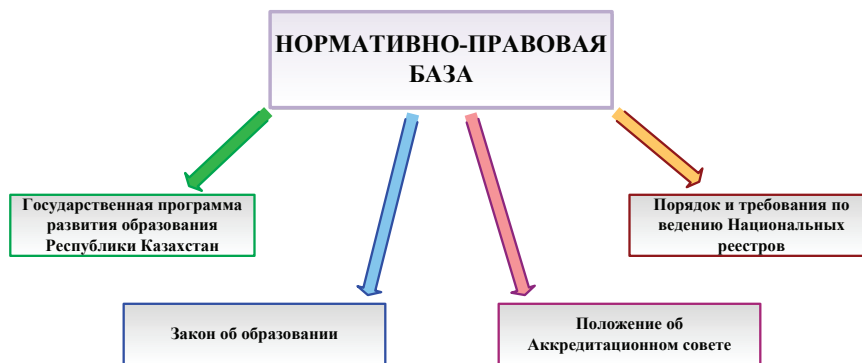 НОРМАТИВНО-ПРАВОВАЯ
БАЗА
Государственная программа
развития образования
Республики Казахстан
Порядок и требования по
ведению Национальных
реестров
Закон об образовании
Положение об
Аккредитационном совете